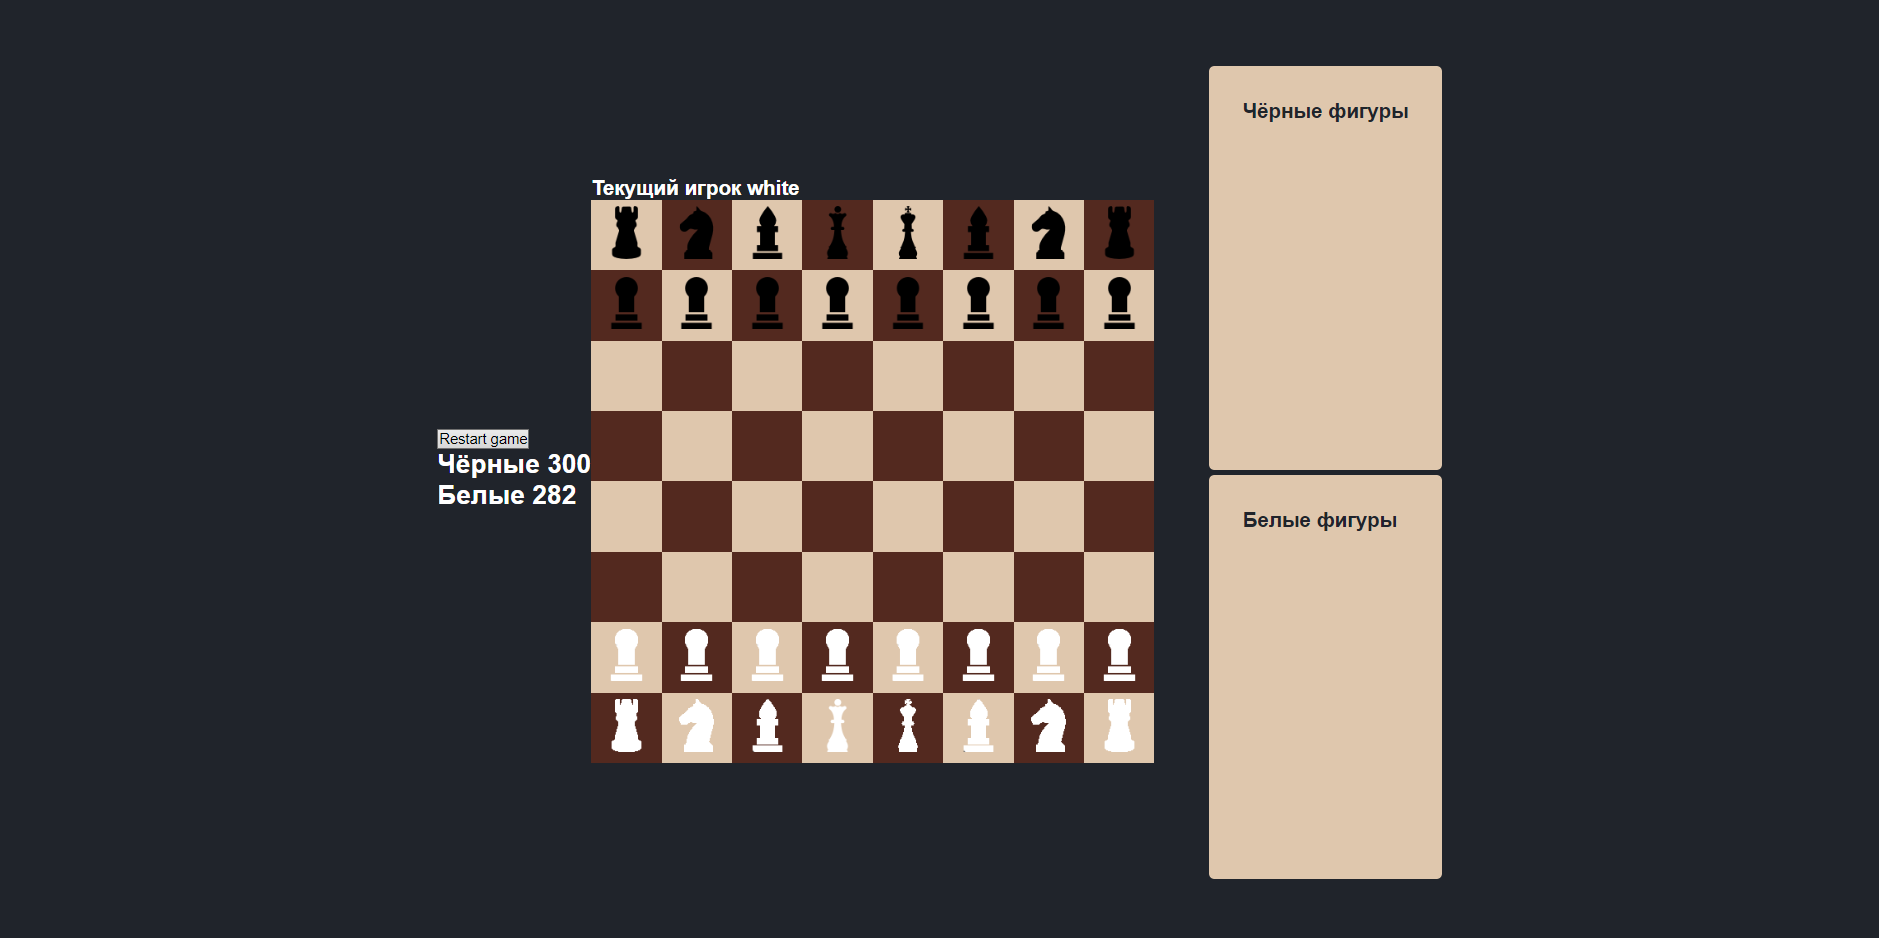 Текущий игрок white
Restart game
Чёрные 300
Белые 282
Чёрные фигуры
Белые фигуры